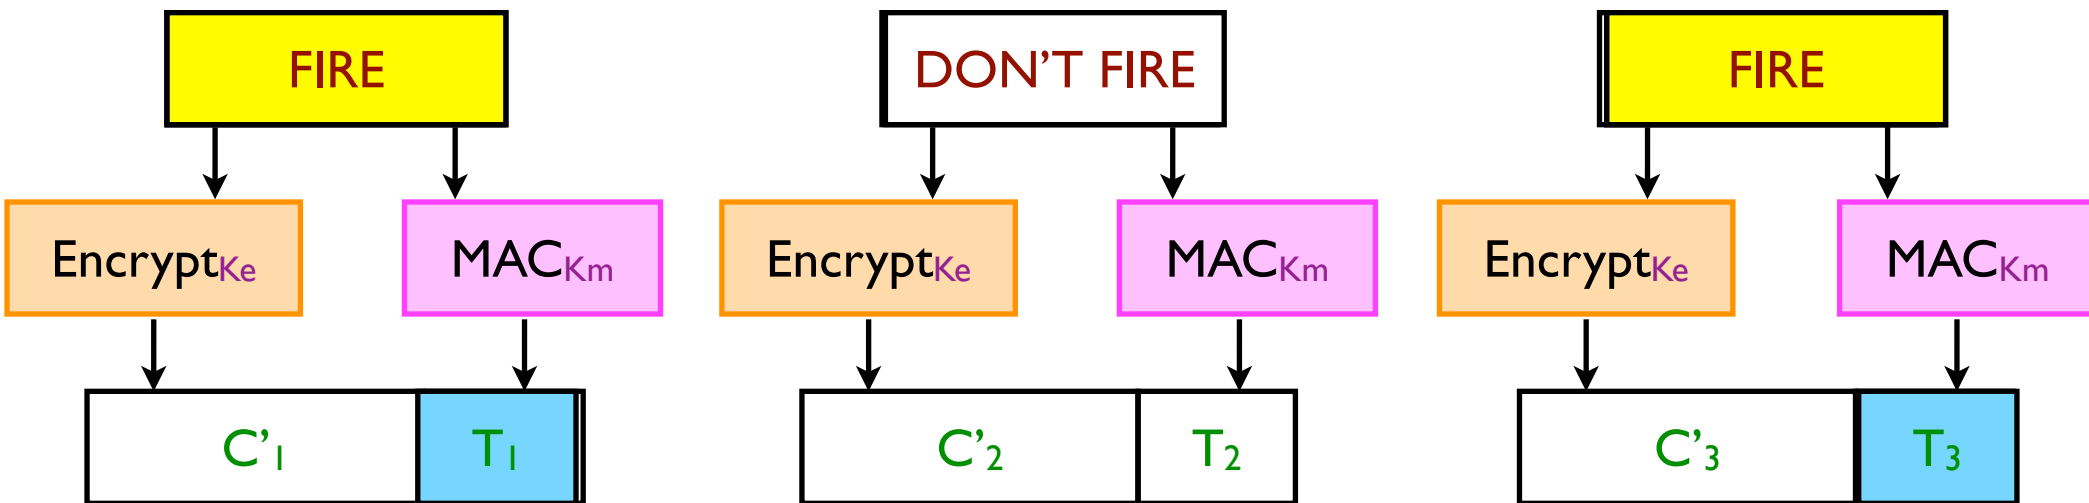 FIRE DON'T FIRE FIRE
EncryptKe MACKm EncryptKe MACKm EncryptKe MACKm
C'1 T1 C'2 T2 C'3 T3